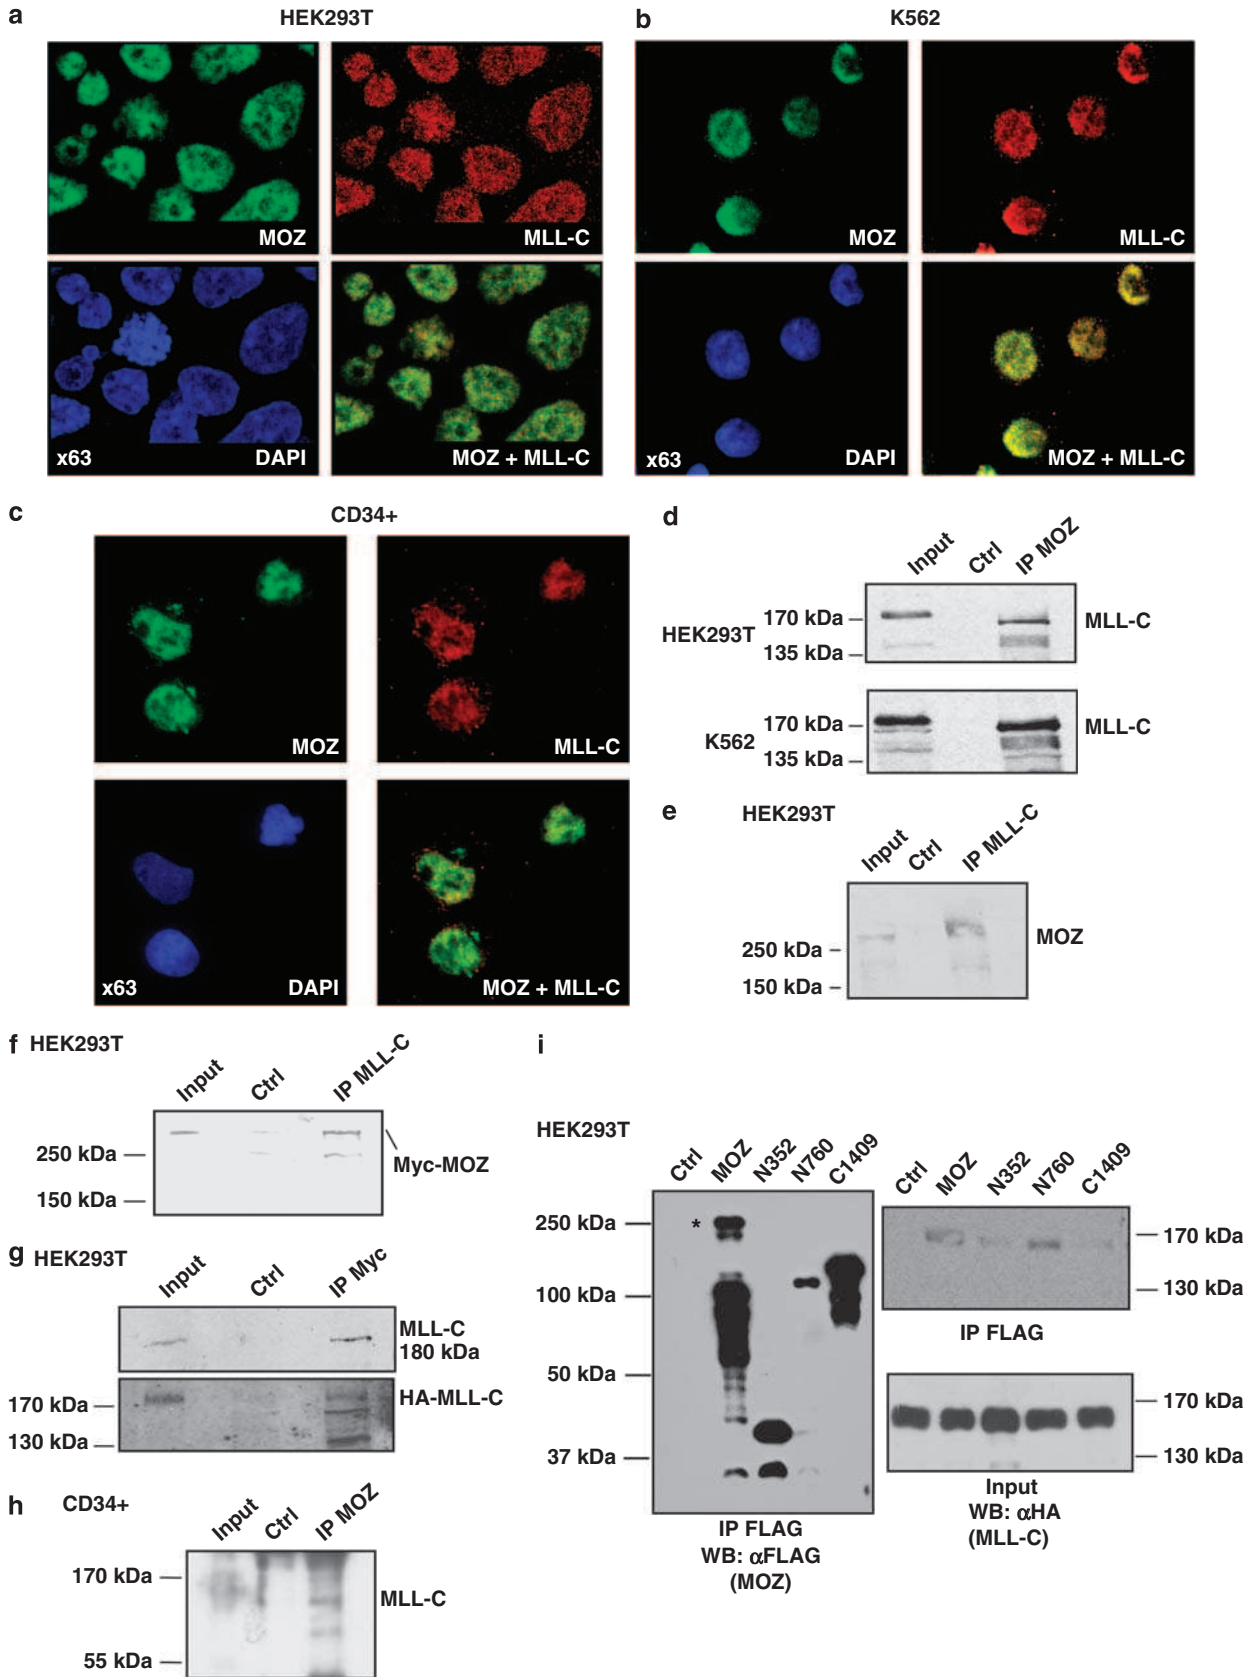 a
HEK293T
MOZ
MLL-C
x63
DAPI
MOZ + MLL-C
b
K562
MOZ
MLL-C
x63
DAPI
MOZ + MLL-C
c
CD34+
MOZ
MLL-C
x63
DAPI
MOZ + MLL-C
d
Input
Ctrl
IP MOZ
HEK293T
170 kDa
135 kDa
MLL-C
K562
170 kDa
135 kDa
MLL-C
e
HEK293T
Input
Ctrl
IP MLL-C
250 kDa
150 kDa
MOZ
f
HEK293T
Input
Ctrl
IP MLL-C
250 kDa
150 kDa
Myc-MOZ
g
HEK293T
Input
Ctrl
IP Myc
MLL-C
180 kDa
170 kDa
130 kDa
HA-MLL-C
h
CD34+
Input
Ctrl
IP MOZ
170 kDa
55 kDa
MLL-C
i
HEK293T
Ctrl
MOZ
N352
N760
C1409
250 kDa
*
100 kDa
50 kDa
37 kDa
IP FLAG
WB: αFLAG
(MOZ)
Ctrl
MOZ
N352
N760
C1409
170 kDa
130 kDa
IP FLAG
170 kDa
130 kDa
Input
WB: αHA
(MLL-C)